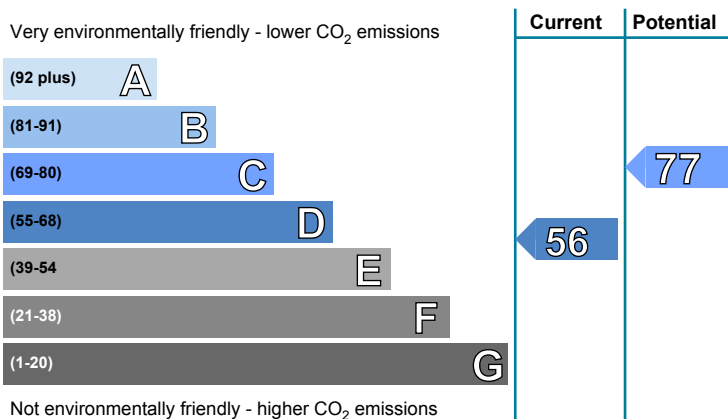 Very environmentally friendly - lower CO2 emissions
Current Potential
(92 plus) A
(81-91) B
(69-80) C
77
(55-68) D
56
(39-54 E
(21-38) F
(1-20) G
Not environmentally friendly - higher CO2 emissions